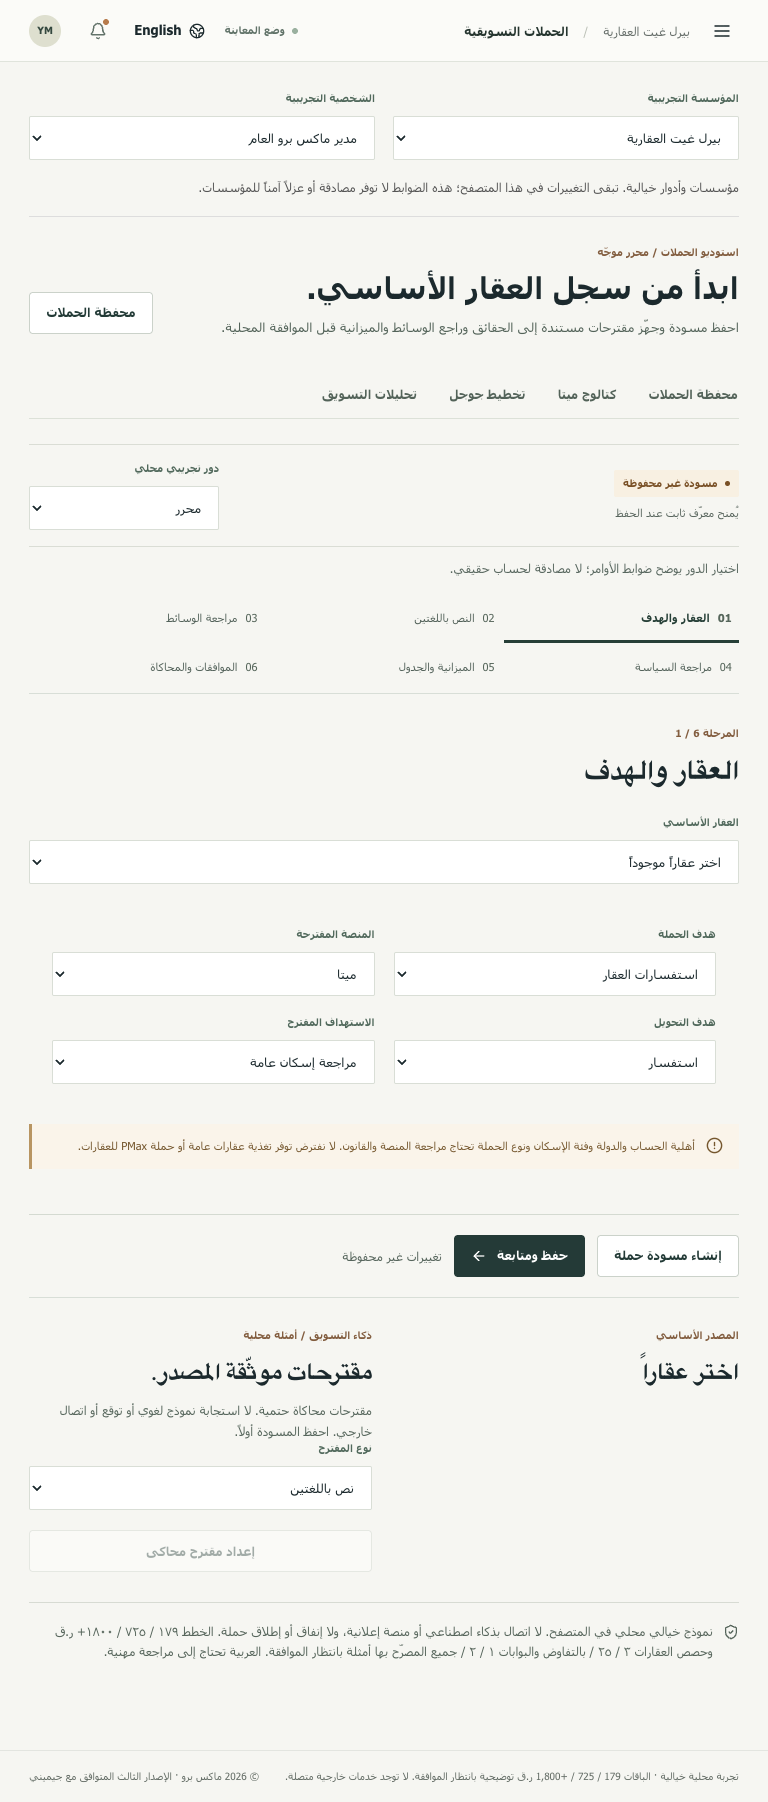 بيرل غيت العقارية / الحملات التسويقية
وضع المعاينة
English
YM
المؤسسة التجريبية
بيرل غيت العقارية
الشخصية التجريبية
مدير ماكس برو العام
مؤسسات وأدوار خيالية. تبقى التغييرات في هذا المتصفح؛ هذه الضوابط لا توفر مصادقة أو عزلاً آمناً للمؤسسات.
استوديو الحملات / محرر موجّه
ابدأ من سجل العقار الأساسي.
احفظ مسودة وجهّز مقترحات مستندة إلى الحقائق وراجع الوسائط والميزانية قبل الموافقة المحلية.
محفظة الحملات
محفظة الحملات
كتالوج ميتا
تخطيط جوجل
تحليلات التسويق
مسودة غير محفوظة
يُمنح معرّف ثابت عند الحفظ
دور تجريبي محلي
محرر
اختيار الدور يوضح ضوابط الأوامر؛ لا مصادقة لحساب حقيقي.
01 العقار والهدف
02 النص باللغتين
03 مراجعة الوسائط
04 مراجعة السياسة
05 الميزانية والجدول
06 الموافقات والمحاكاة
المرحلة 6 / 1
العقار والهدف
العقار الأساسي
اختر عقاراً موجوداً
هدف الحملة
استفسارات العقار
المنصة المقترحة
ميتا
هدف التحويل
استفسار
الاستهداف المقترح
مراجعة إسكان عامة
أهلية الحساب والدولة وفئة الإسكان ونوع الحملة تحتاج مراجعة المنصة والقانون. لا نفترض توفر تغذية عقارات عامة أو حملة PMax للعقارات.
إنشاء مسودة حملة
حفظ ومتابعة
تغييرات غير محفوظة
المصدر الأساسي
اختر عقاراً
ذكاء التسويق / أمثلة محلية
مقترحات موثّقة المصدر.
مقترحات محاكاة حتمية. لا استجابة نموذج لغوي أو توقع أو اتصال
خارجي. احفظ المسودة أولاً.
نوع المقترح
نص باللغتين
إعداد مقترح محاكى
نموذج خيالي محلي في المتصفح. لا اتصال بذكاء اصطناعي أو منصة إعلانية، ولا إنفاق أو إطلاق حملة. الخطط ١٧٩ / ٧٢٥ / ١٨٠٠+ ر.ق
وحصص العقارات ٣ / ٢٥ / بالتفاوض والبوابات ١ / ٢ / جميع المصرّح بها أمثلة بانتظار الموافقة. العربية تحتاج إلى مراجعة مهنية.
تجربة محلية خيالية · الباقات 179 / 725 / +1,800 ر.ق توضيحية بانتظار الموافقة. لا توجد خدمات خارجية متصلة.
© 2026 ماكس برو · الإصدار الثالث المتوافق مع جيميني